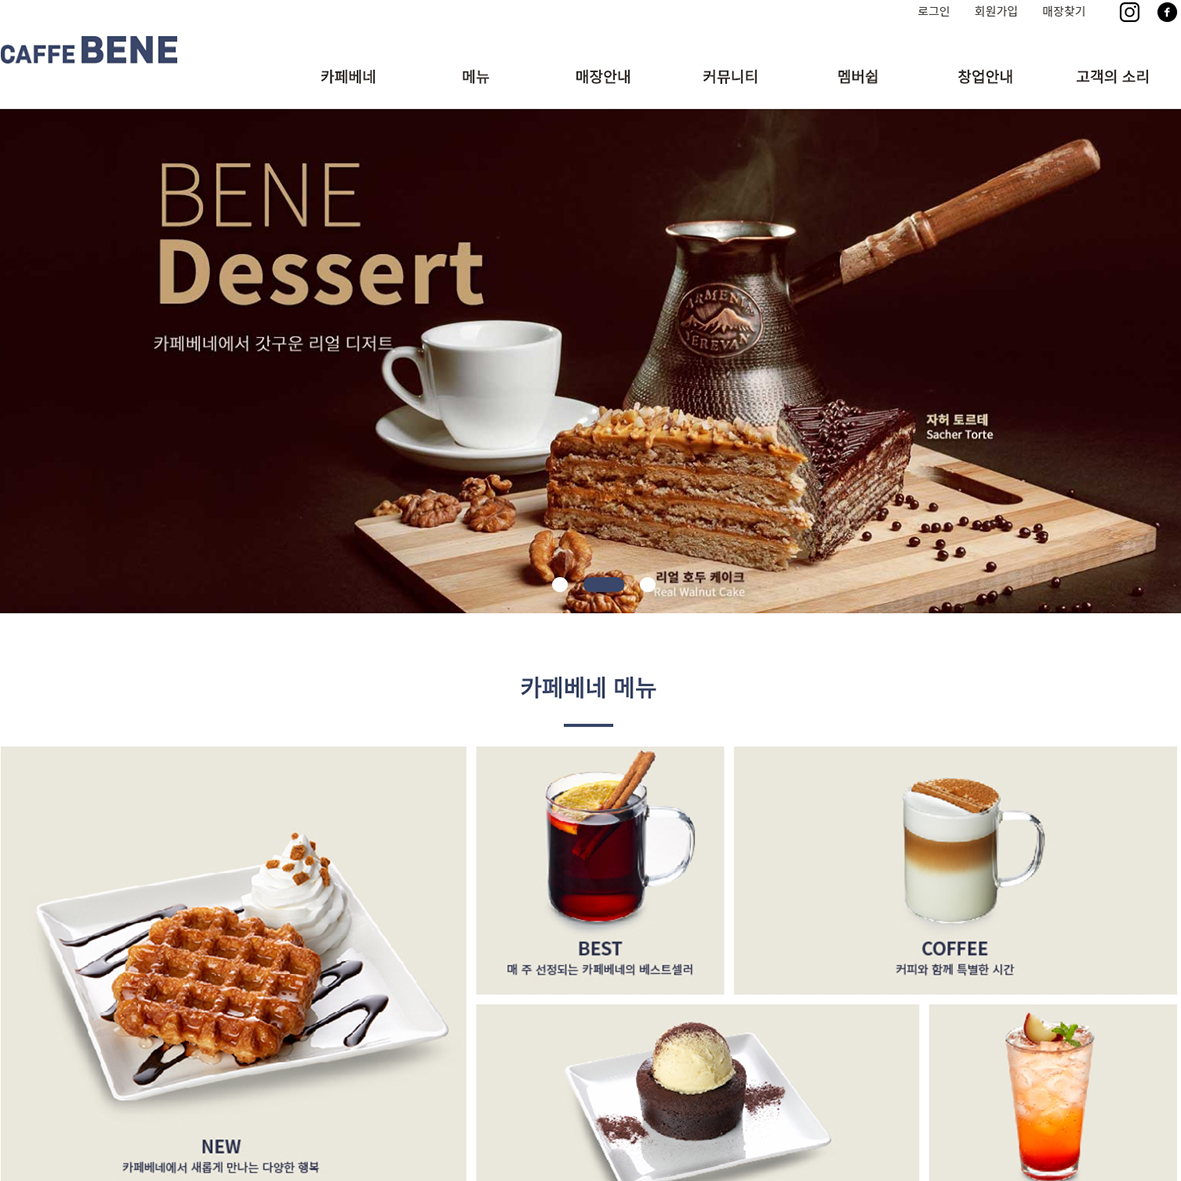 로그인 회원가입 매장찾기
CAFFE BENE
카페베네 메뉴 매장안내 커뮤니티 멤버쉽 창업안내 고객의 소리
BENE
Dessert
카페베네에서 갓구운 리얼 디저트
ARMENIA
YEREVAN
자허 토르테
Sacher Torte
리얼 호두 케이크
Real Walnut Cake
카페베네 메뉴
BEST
매 주 선정되는 카페베네의 베스트셀러
COFFEE
커피와 함께 특별한 시간
NEW
카페베네에서 새롭게 만나는 다양한 행복